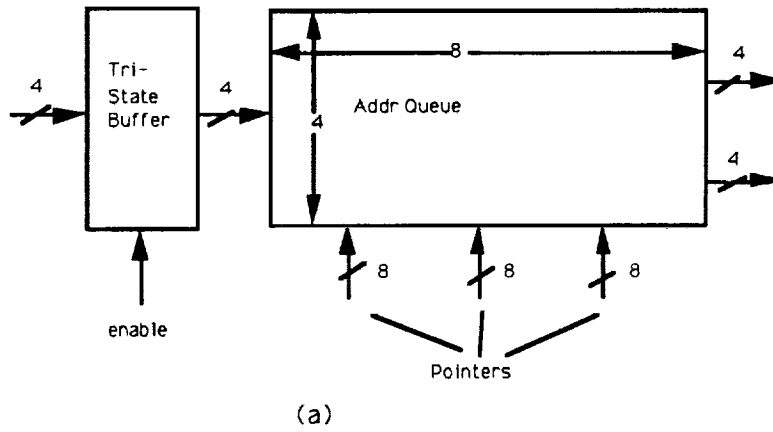 4
Tri-
State
Buffer
4
8
4
Addr Queue
4
4
8
8
8
enable
Pointers
(a)